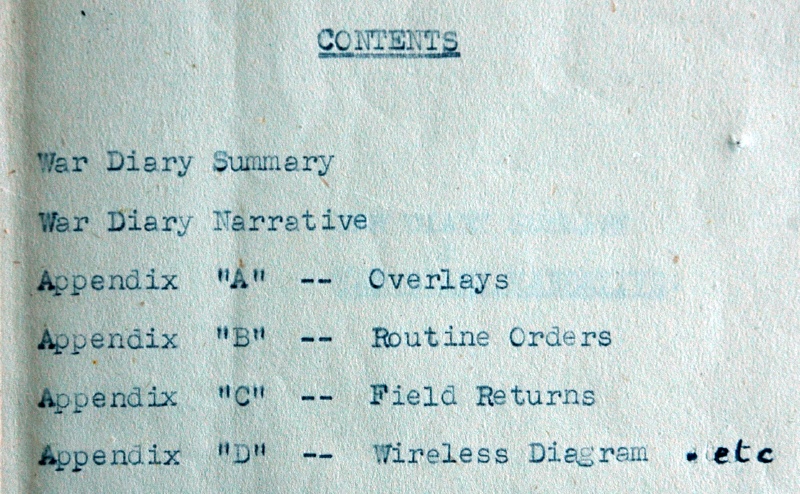 CONTENTS
War Diary Summary
War Diary Narrative
Appendix "A" -- Overlays
Appendix "B" -- Routine Orders
Appendix "C" -- Field Returns
Appendix "D" -- Wireless Diagram . etc